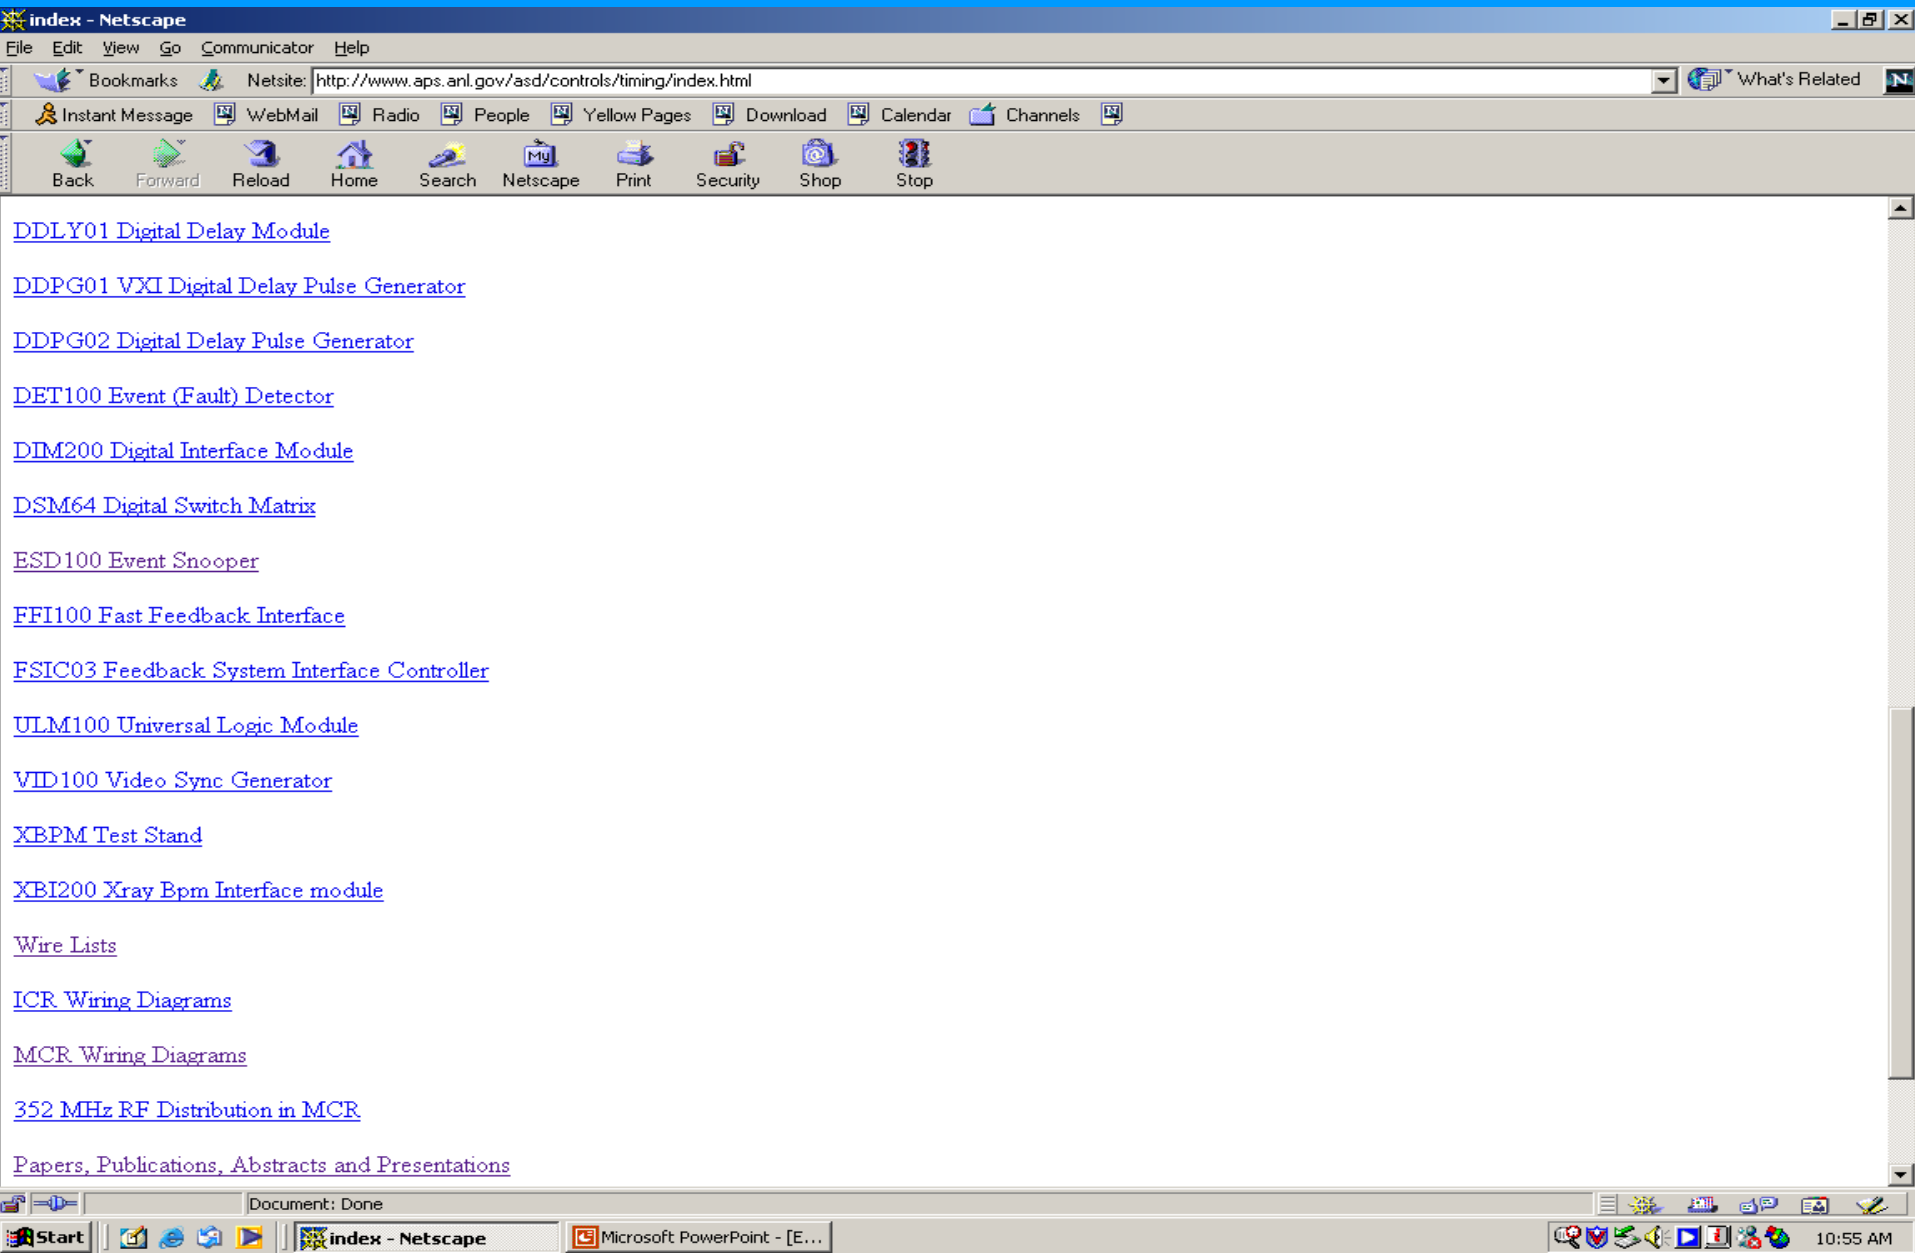 index - Netscape
File Edit View Go Communicator Help
Bookmarks Netsite: http://www.aps.anl.gov/asd/controls/timing/index.html What's Related N
Instant Message WebMail Radio People Yellow Pages Download Calendar Channels
My
Back Forward Reload Home Search Netscape Print Security Shop Stop
DDLY01 Digital Delay Module
DDPG01 VXI Digital Delay Pulse Generator
DDPG02 Digital Delay Pulse Generator
DET100 Event (Fault) Detector
DIM200 Digital Interface Module
DSM64 Digital Switch Matrix
ESD100 Event Snooper
FFI100 Fast Feedback Interface
FSIC03 Feedback System Interface Controller
ULM100 Universal Logic Module
VID100 Video Sync Generator
XBPM Test Stand
XBI200 Xray Bpm Interface module
Wire Lists
ICR Wiring Diagrams
MCR Wiring Diagrams
352 MHz RF Distribution in MCR
Papers, Publications, Abstracts and Presentations
Document: Done
Start index - Netscape Microsoft PowerPoint - [E... 10:55 AM